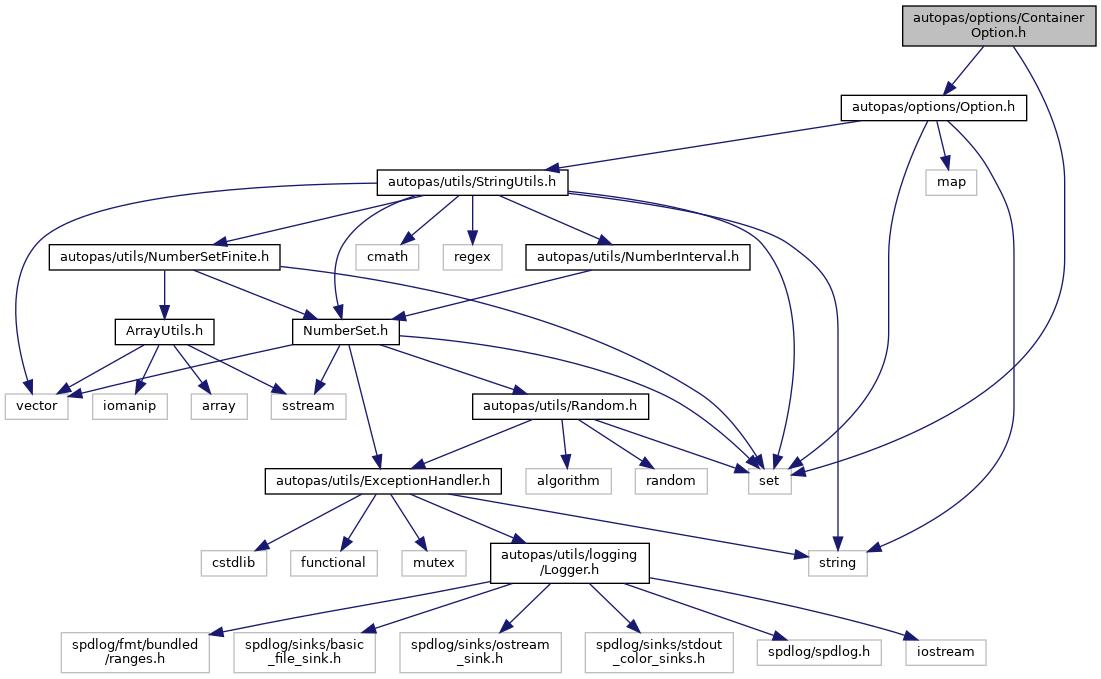 autopas/options/Container
Option.h
autopas/options/Option.h
autopas/utils/StringUtils.h
map
autopas/utils/NumberSetFinite.h
cmath
regex
autopas/utils/NumberInterval.h
ArrayUtils.h
NumberSet.h
vector
iomanip
array
sstream
autopas/utils/Random.h
autopas/utils/ExceptionHandler.h
algorithm
random
set
cstdlib
functional
mutex
autopas/utils/logging
/Logger.h
string
spdlog/fmt/bundled
/ranges.h
spdlog/sinks/basic
_file_sink.h
spdlog/sinks/ostream
_sink.h
spdlog/sinks/stdout
_color_sinks.h
spdlog/spdlog.h
iostream